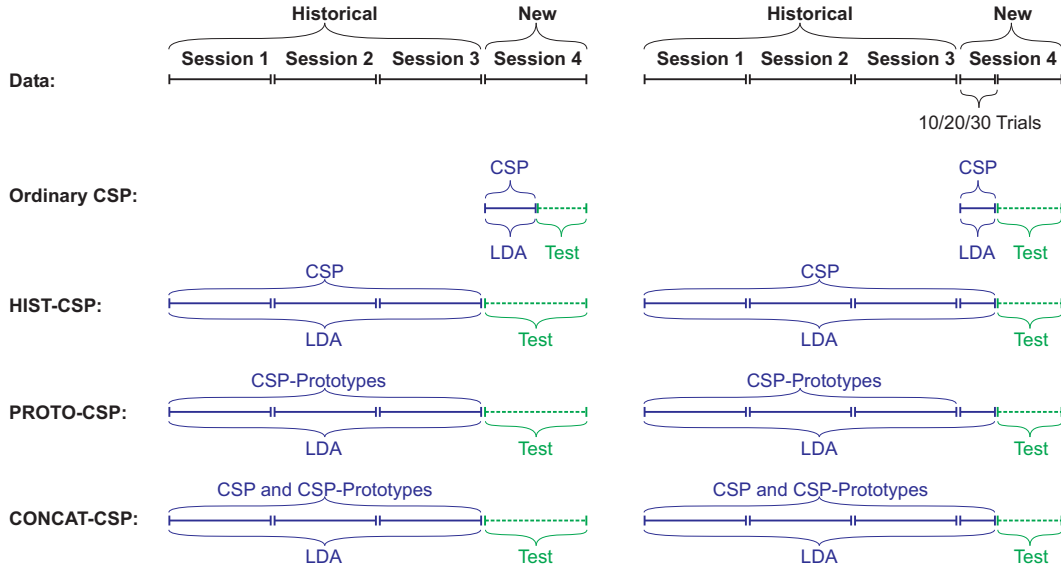 Historical New Historical New
Session 1 Session 2 Session 3 Session 4 Session 1 Session 2 Session 3 Session 4
Data:
10/20/30 Trials
CSP CSP
Ordinary CSP:
LDA Test LDA Test
CSP CSP
HIST-CSP:
LDA Test LDA Test
CSP-Prototypes CSP-Prototypes
PROTO-CSP:
LDA Test LDA Test
CSP and CSP-Prototypes CSP and CSP-Prototypes
CONCAT-CSP:
LDA Test LDA Test